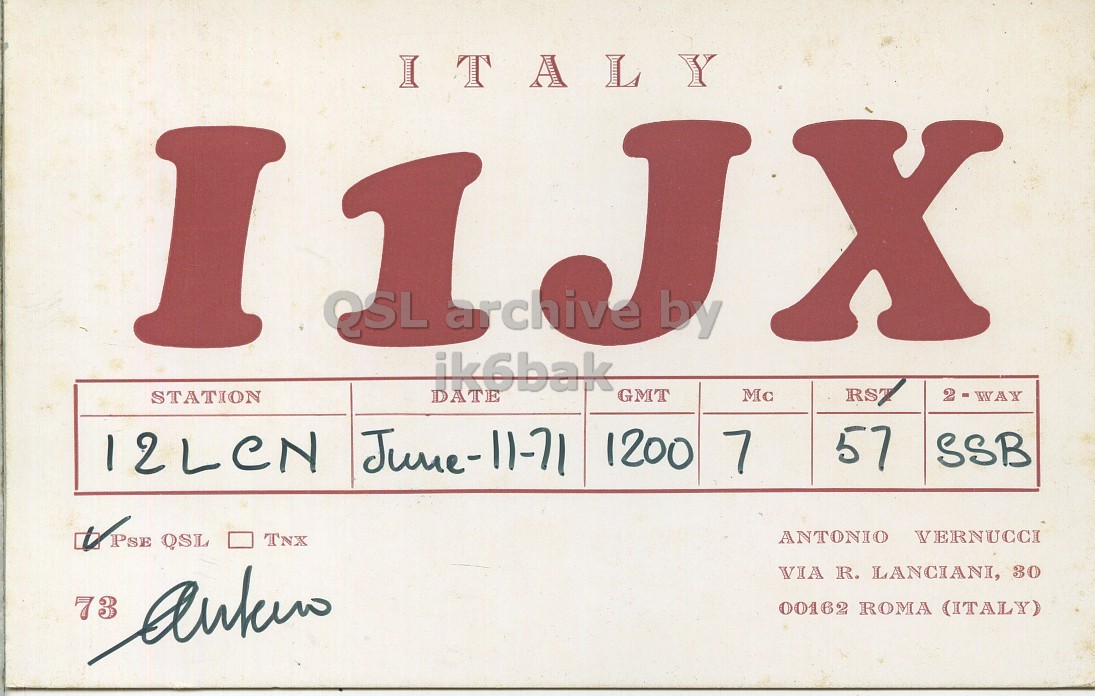 ITALY
I1JX
QSL archive by
ik6bak
STATION DATE GMT Mc RST 2-WAY
I2LCN June-11-71 1200 7 57 SSB
PSE QSL TNX
73 Antonio
ANTONIO VERNUCCI
VIA R. LANCIANI, 30
00162 ROMA (ITALY)